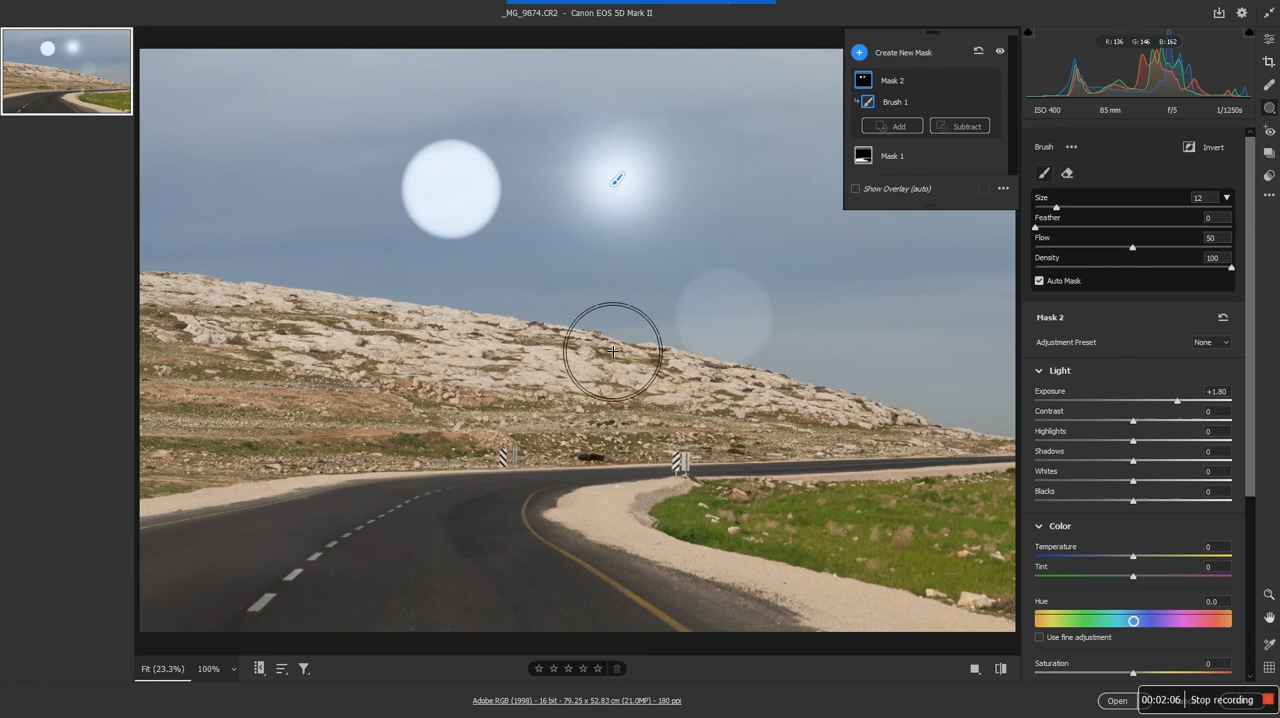 _MG_9874.CR2 - Canon EOS 5D Mark II
Create New Mask
Mask 2
Brush 1
Add
Subtract
Mask 1
Show Overlay (auto)
R: 136 G: 146 B: 162
ISO 400 85 mm f/5 1/1250s
Brush
Invert
Size 12
Feather 0
Flow 50
Density 100
Auto Mask
Mask 2
Adjustment Preset None
Light
Exposure +1.80
Contrast 0
Highlights 0
Shadows 0
Whites 0
Blacks 0
Color
Temperature 0
Tint 0
Hue 0.0
Use fine adjustment
Saturation 0
Fit (23.3%) 100%
Adobe RGB (1998) - 16 bit - 79.25 x 52.83 cm (21.0MP) - 180 ppi
Open
00:02:06 Stop recording